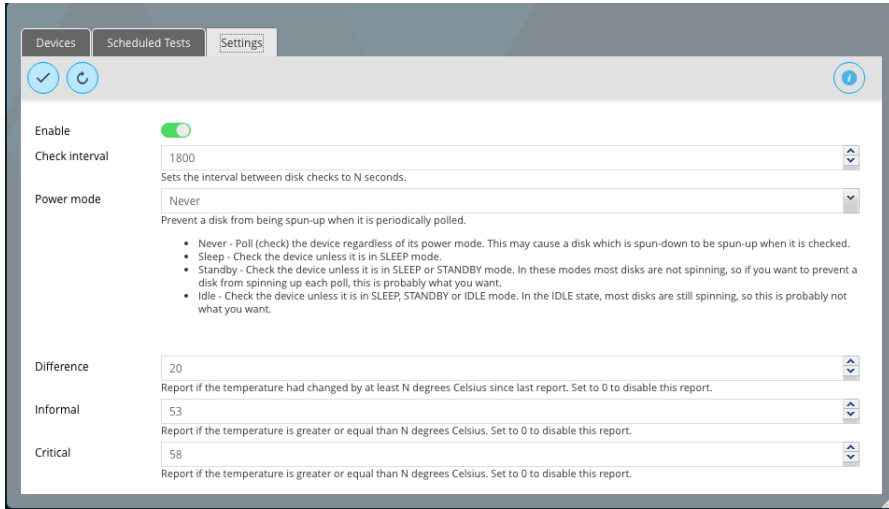 Devices
Scheduled Tests
Settings
Enable
Check interval
1800
Sets the interval between disk checks to N seconds.
Power mode
Never
Prevent a disk from being spun-up when it is periodically polled.
• Never - Poll (check) the device regardless of its power mode. This may cause a disk which is spun-down to be spun-up when it is checked.
• Sleep - Check the device unless it is in SLEEP mode.
• Standby - Check the device unless it is in SLEEP or STANDBY mode. In these modes most disks are not spinning, so if you want to prevent a
disk from spinning up each poll, this is probably what you want.
• Idle - Check the device unless it is in SLEEP, STANDBY or IDLE mode. In the IDLE state, most disks are still spinning, so this is probably not
what you want.
Difference
20
Report if the temperature had changed by at least N degrees Celsius since last report. Set to 0 to disable this report.
Informal
53
Report if the temperature is greater or equal than N degrees Celsius. Set to 0 to disable this report.
Critical
58
Report if the temperature is greater or equal than N degrees Celsius. Set to 0 to disable this report.